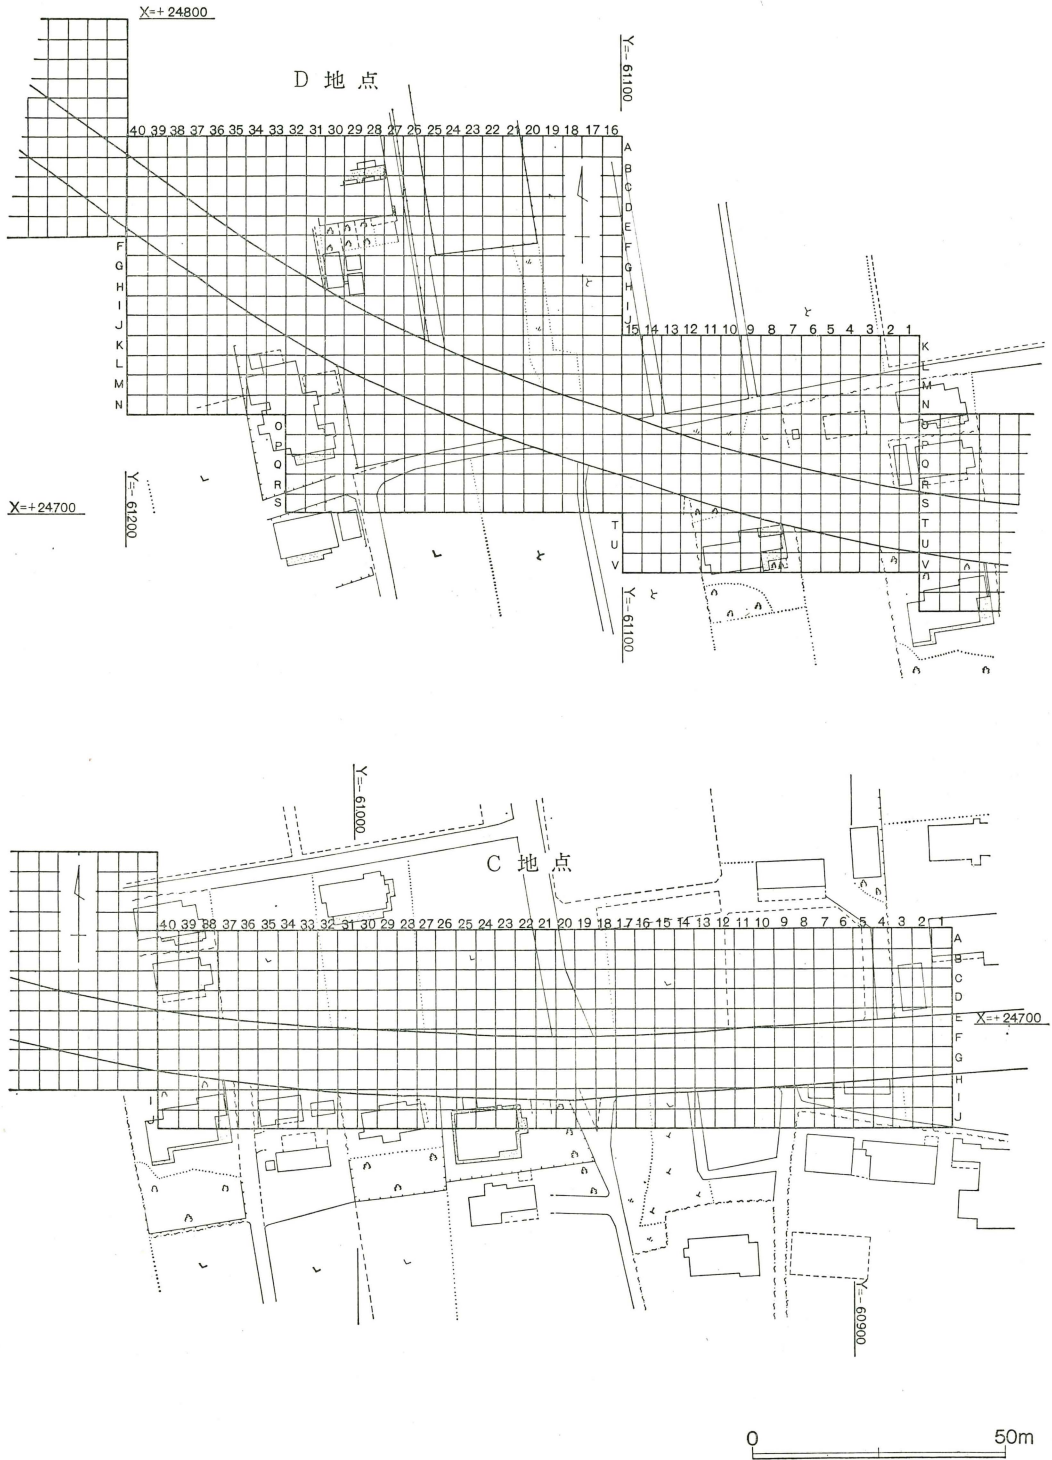 X=+24800
Y=-61100
D 地点
40 39 38 37 36 35 34 33 32 31 30 29 28 27 26 25 24 23 22 21 20 19 18 17 16
A
B
C
D
E
F
G
H
I
J
F
G
H
I
J
K
L
M
N
15 14 13 12 11 10 9 8 7 6 5 4 3 2 1
K
L
M
N
O
P
Q
R
S
T
U
V
O
P
Q
R
S
T
U
V
X=+24700
Y=-61200
Y=-61100
Y=-61000
C 地点
40 39 38 37 36 35 34 33 32 31 30 29 28 27 26 25 24 23 22 21 20 19 18 17 16 15 14 13 12 11 10 9 8 7 6 5 4 3 2 1
A
B
C
D
E
F
G
H
I
J
X=+24700
I
J
Y=-60900
0 50m